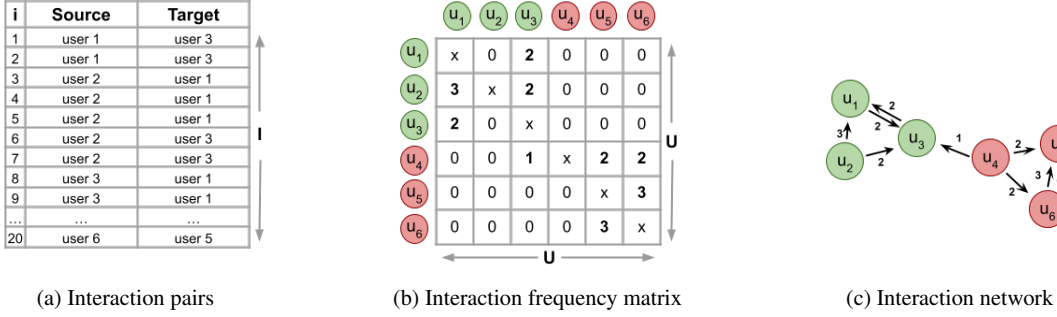 i Source Target
1 user 1 user 3
2 user 1 user 3
3 user 2 user 1
4 user 2 user 1
5 user 2 user 1
6 user 2 user 3
7 user 2 user 3
8 user 3 user 1
9 user 3 user 1
... ... ...
20 user 6 user 5
I
(a) Interaction pairs
u1 u2 u3 u4 u5 u6
u1 x 0 2 0 0 0
u2 3 x 2 0 0 0
u3 2 0 x 0 0 0
u4 0 0 1 x 2 2
u5 0 0 0 0 x 3
u6 0 0 0 0 3 x
U
U
(b) Interaction frequency matrix
u1
2
2
3
u3
1
2
u
u2
2
u4
3
2
u6
(c) Interaction network